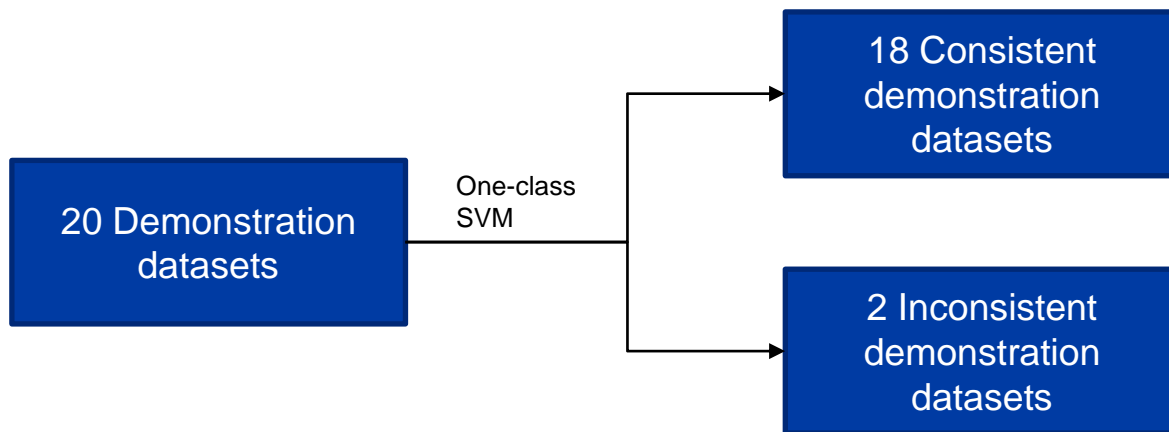 20 Demonstration
datasets
One-class
SVM
18 Consistent
demonstration
datasets
2 Inconsistent
demonstration
datasets